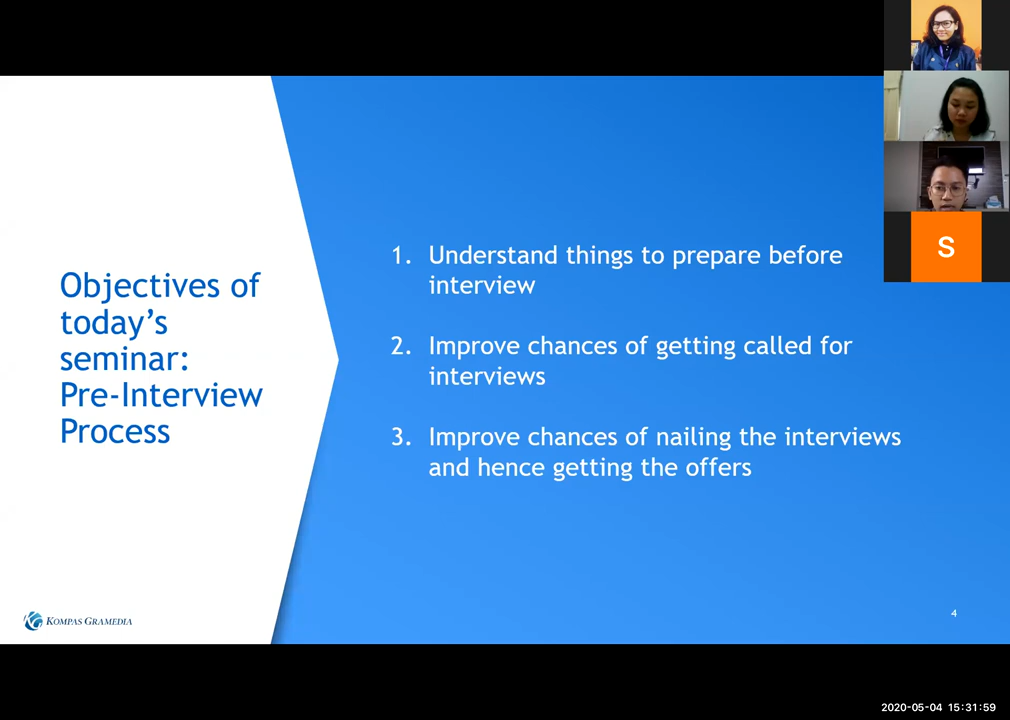 S
Objectives of
today’s
seminar:
Pre-Interview
Process
1. Understand things to prepare before
interview
2. Improve chances of getting called for
interviews
3. Improve chances of nailing the interviews
and hence getting the offers
KOMPAS GRAMEDIA
4
2020-05-04 15:31:59